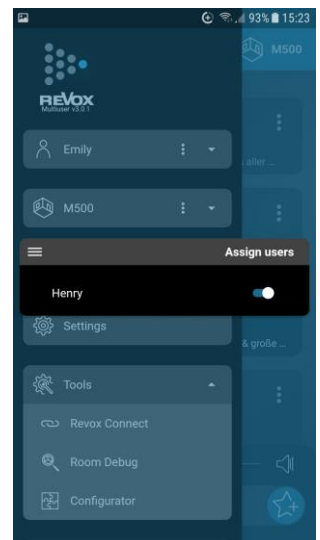 93% 15:23
REVOX
Multiuser v3.0.1
M500
Emily
aller ...
M500
Assign users
Henry
Settings
& große ...
Tools
Revox Connect
Room Debug
Configurator